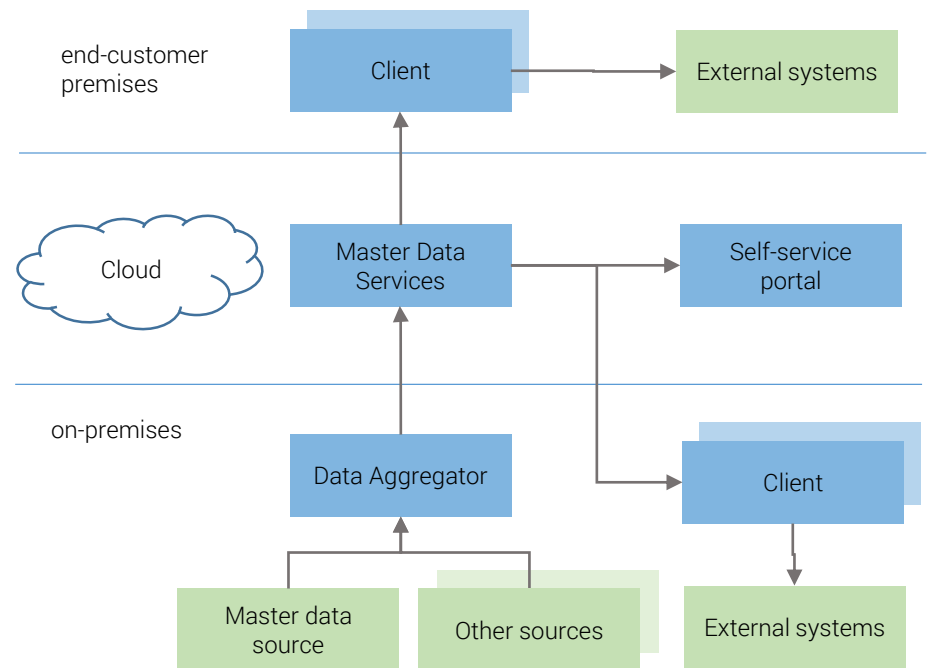 end-customer
premises
Client
External systems
Cloud
Master Data
Services
Self-service
portal
on-premises
Data Aggregator
Client
Master data
source
Other sources
External systems